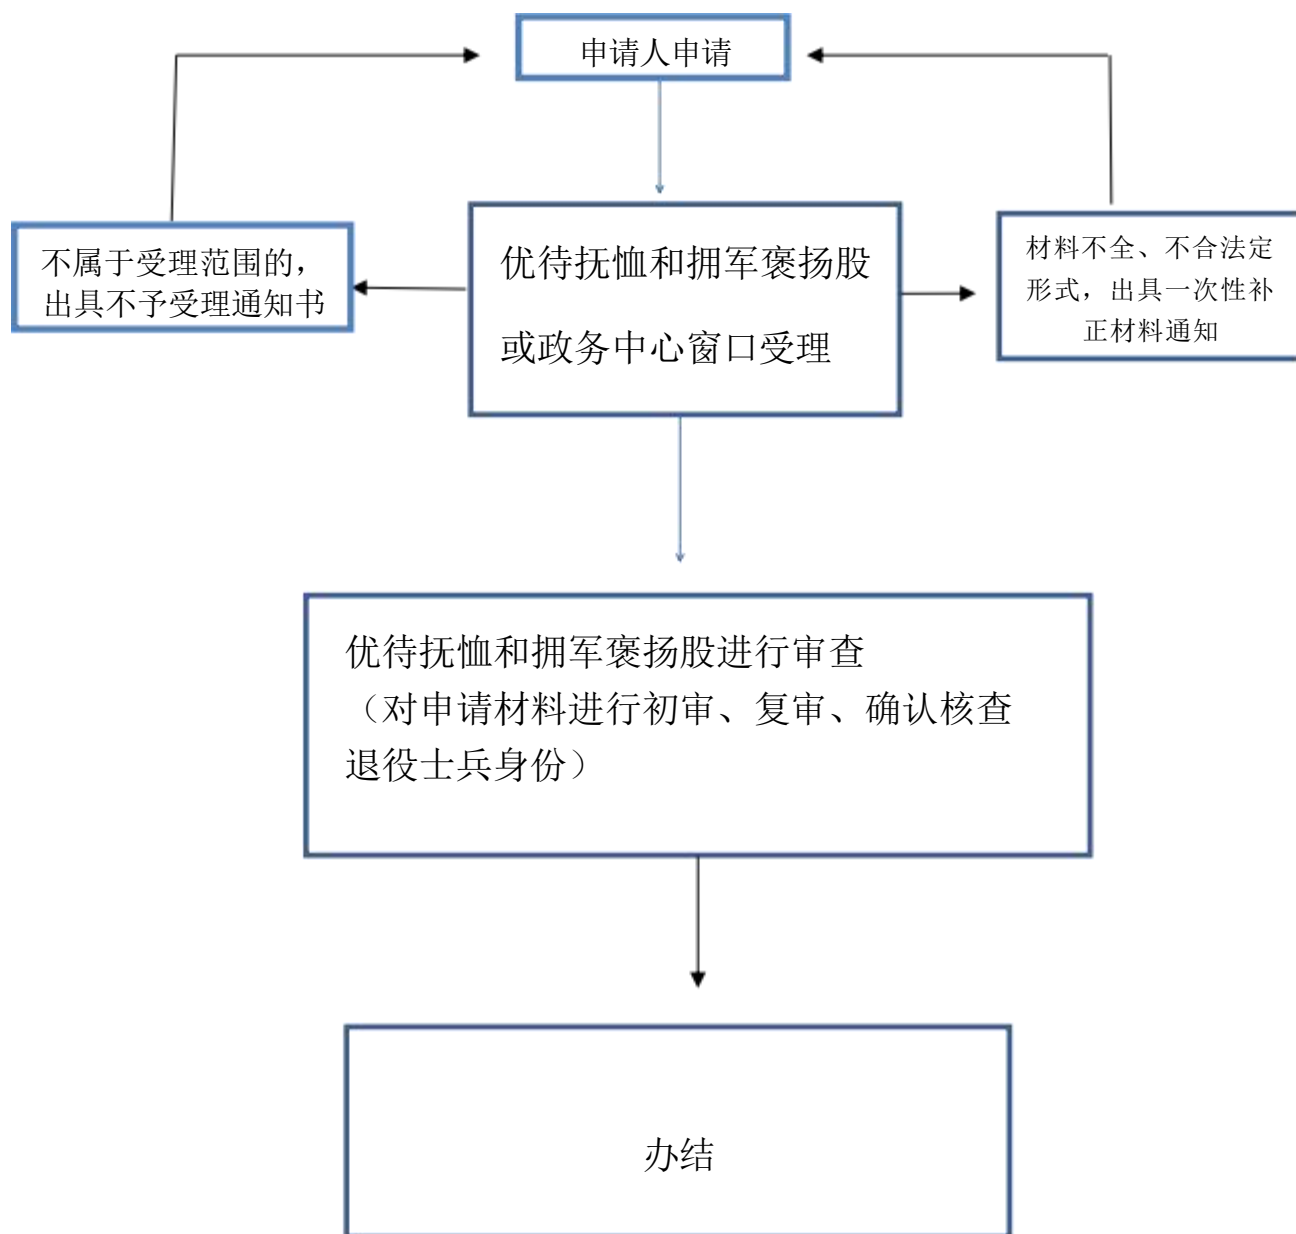 申请人申请
不属于受理范围的，
出具不予受理通知书
优待抚恤和拥军褒扬股
或政务中心窗口受理
材料不全、不合法定
形式，出具一次性补
正材料通知
优待抚恤和拥军褒扬股进行审查
（对申请材料进行初审、复审、确认核查
退役士兵身份）
办结